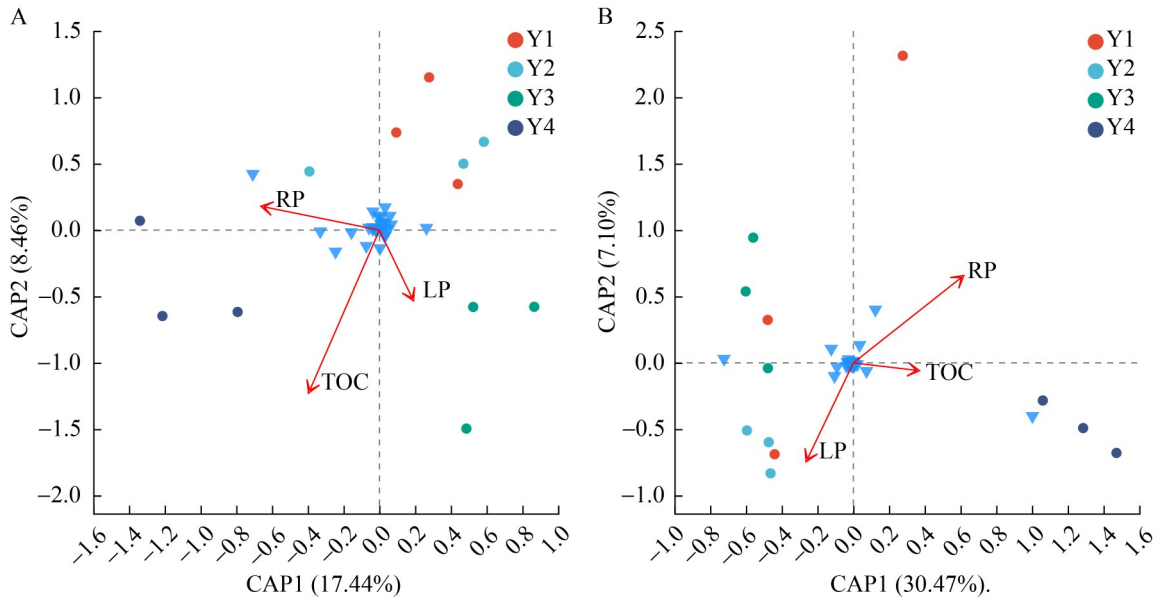 A
1.5
1.0
0.5
0.0
−0.5
−1.0
−1.5
−2.0
CAP2 (8.46%)
Y1
Y2
Y3
Y4
RP
LP
TOC
−1.6 −1.4 −1.2 −1.0 −0.8 −0.6 −0.4 −0.2 0.0 0.2 0.4 0.6 0.8 1.0
CAP1 (17.44%)
B
2.5
2.0
1.5
1.0
0.5
0.0
−0.5
−1.0
CAP2 (7.10%)
Y1
Y2
Y3
Y4
RP
TOC
LP
−1.0 −0.8 −0.6 −0.4 −0.2 0.0 0.2 0.4 0.6 0.8 1.0 1.2 1.4 1.6
CAP1 (30.47%).